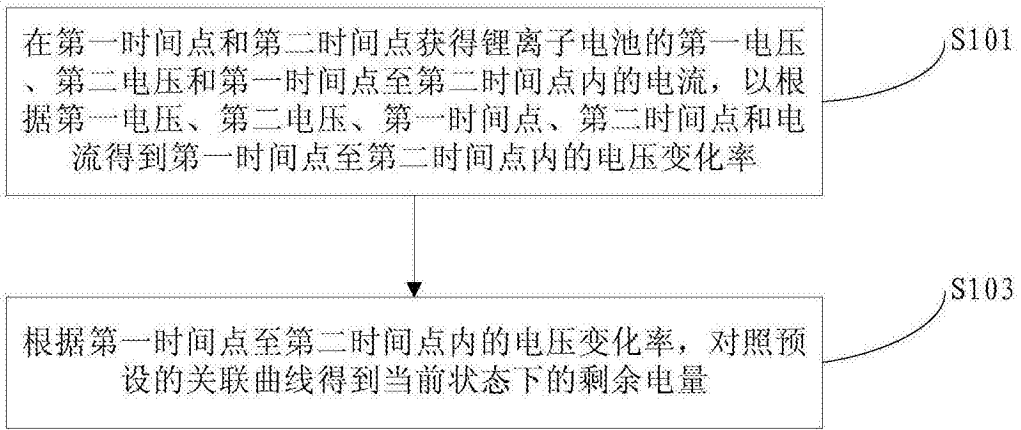 在第一时间点和第二时间点获得锂离子电池的第一电压
、第二电压和第一时间点至第二时间点内的电流，以根
据第一电压、第二电压、第一时间点、第二时间点和电
流得到第一时间点至第二时间点内的电压变化率
S101
根据第一时间点至第二时间点内的电压变化率，对照预
设的关联曲线得到当前状态下的剩余电量
S103